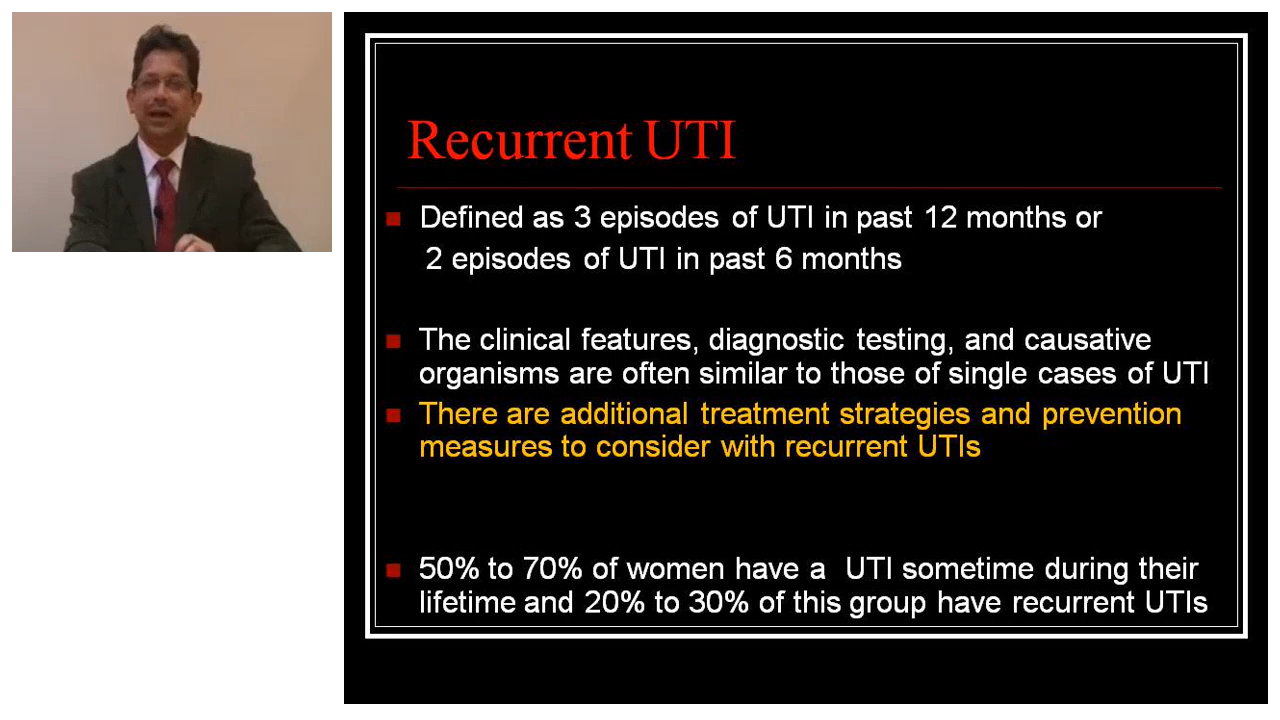 Recurrent UTI
Defined as 3 episodes of UTI in past 12 months or
2 episodes of UTI in past 6 months
The clinical features, diagnostic testing, and causative
organisms are often similar to those of single cases of UTI
There are additional treatment strategies and prevention
measures to consider with recurrent UTIs
50% to 70% of women have a UTI sometime during their
lifetime and 20% to 30% of this group have recurrent UTIs